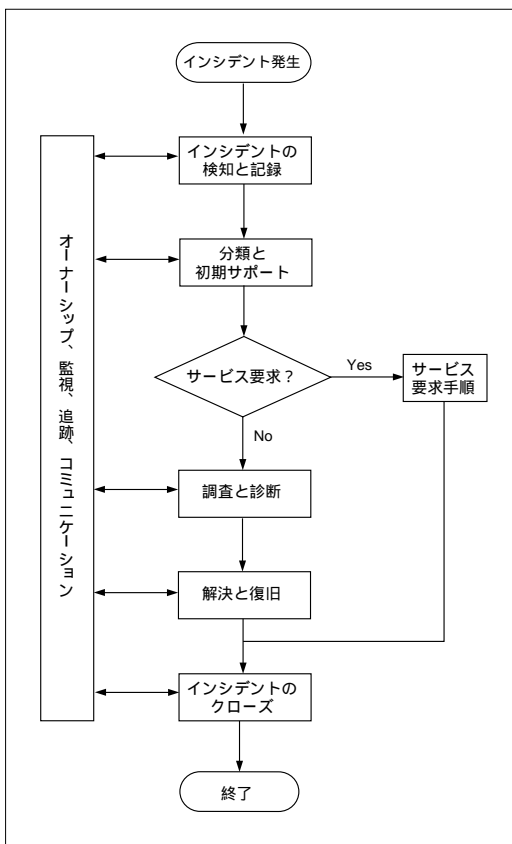 インシデント発生
インシデントの
検知と記録
オーナーシップ、監視、追跡、コミュニケーション
分類と
初期サポート
サービス要求?
Yes
サービス
要求手順
No
調査と診断
解決と復旧
インシデントの
クローズ
終了